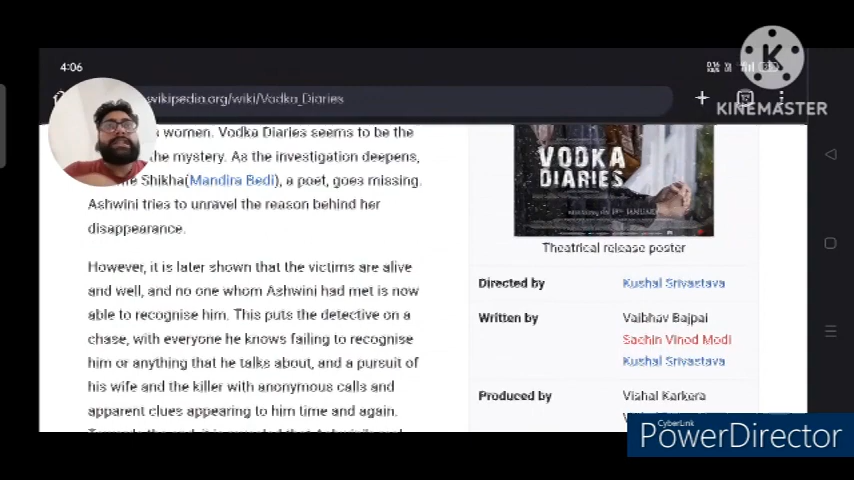 4:06
KINEMASTER
wikipedia.org/wiki/Vodka_Diaries
women. Vodka Diaries seems to be the
the mystery. As the investigation deepens,
Shikha(Mandira Bedi), a poet, goes missing.
Ashwini tries to unravel the reason behind her
disappearance.
However, it is later shown that the victims are alive
and well, and no one whom Ashwini had met is now
able to recognise him. This puts the detective on a
chase, with everyone he knows failing to recognise
him or anything that he talks about, and a pursuit of
his wife and the killer with anonymous calls and
apparent clues appearing to him time and again.
VODKA
DIARIES
Theatrical release poster
Directed by Kushal Srivastava
Written by Vaibhav Bajpai
Sachin Vinod Modi
Kushal Srivastava
Produced by Vishal Karkera
CyberLink
PowerDirector